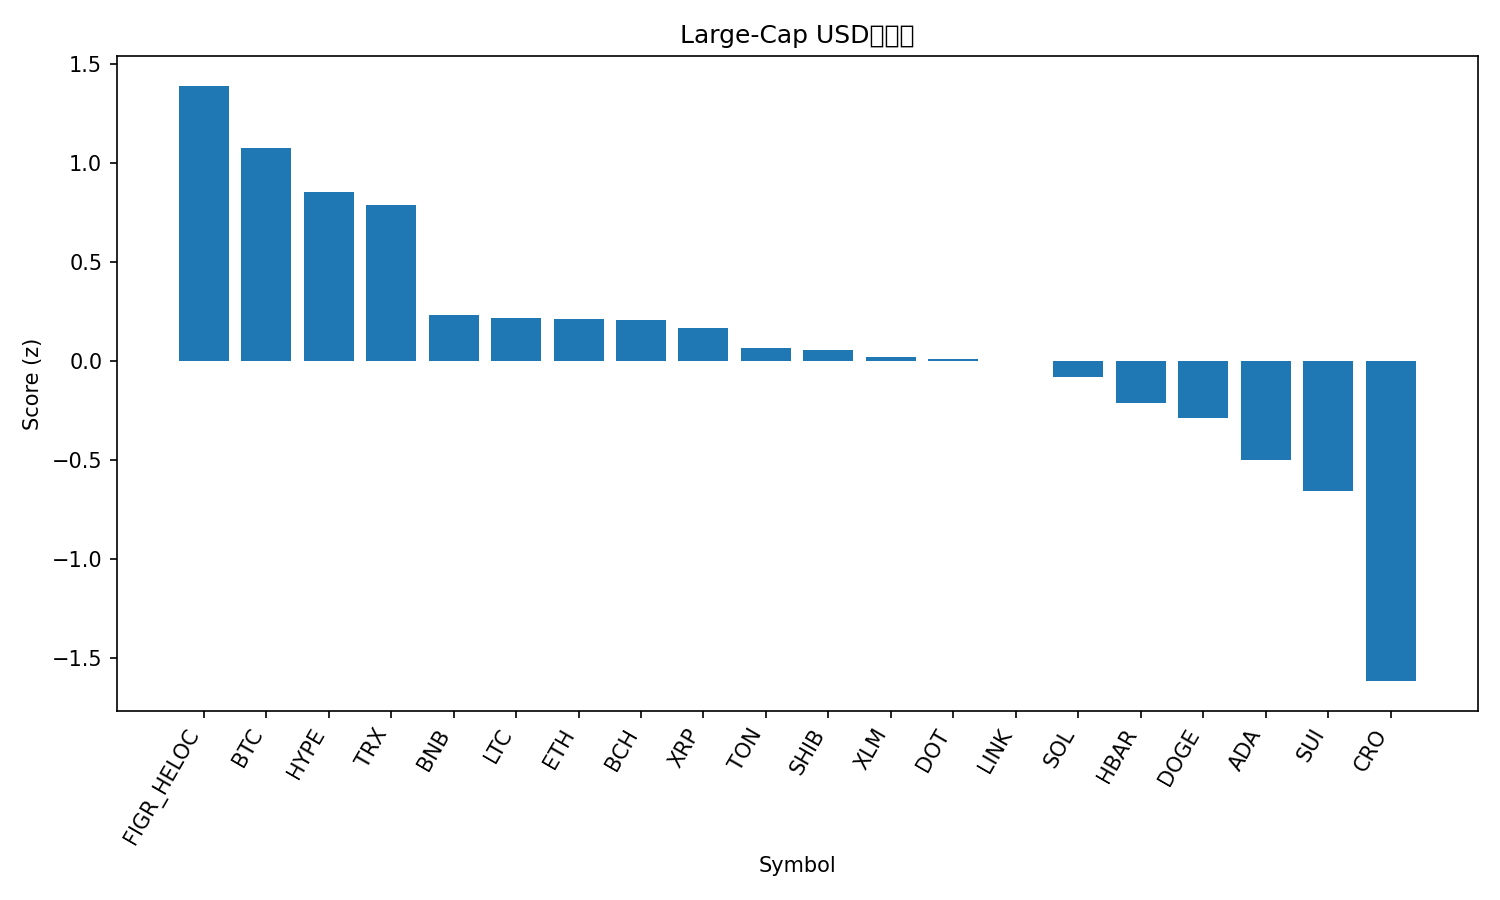 Large-Cap USD
1.5
1.0
0.5
0.0
−0.5
−1.0
−1.5
Score (z)
FIGR_HELOC
BTC
HYPE
TRX
BNB
LTC
ETH
BCH
XRP
TON
SHIB
XLM
DOT
LINK
SOL
HBAR
DOGE
ADA
SUI
CRO
Symbol